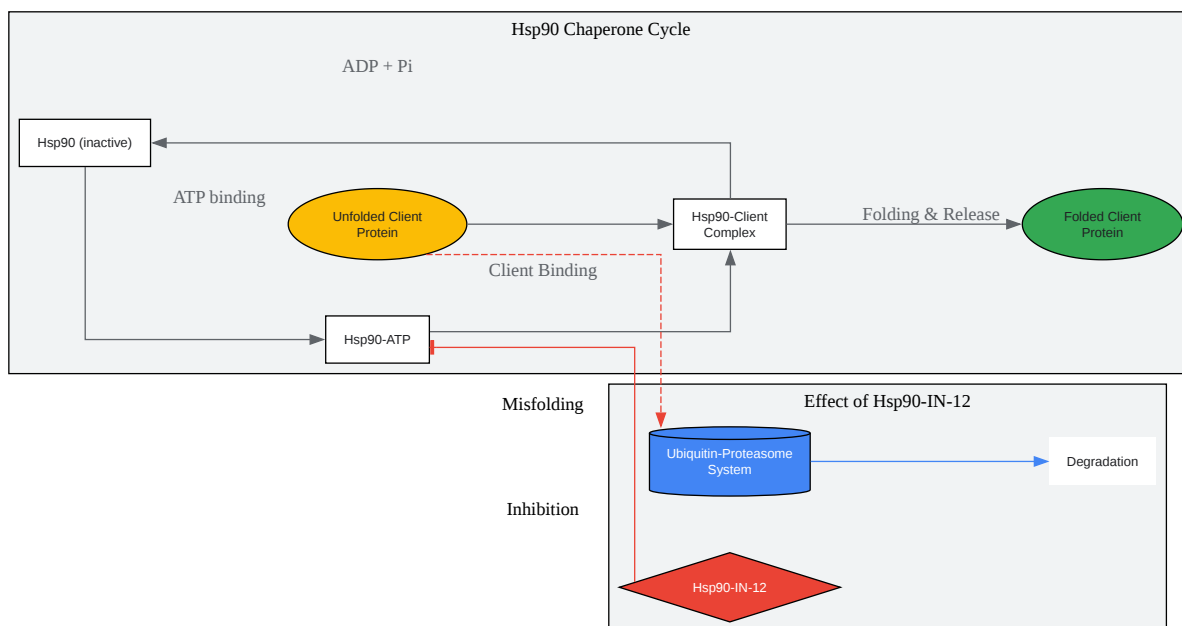 Hsp90 Chaperone Cycle
ADP + Pi
Hsp90 (inactive)
ATP binding
Unfolded Client
Protein
Hsp90-Client
Complex
Folding & Release
Folded Client
Protein
Client Binding
Hsp90-ATP
Misfolding
Effect of Hsp90-IN-12
Ubiquitin-Proteasome
System
Degradation
Inhibition
Hsp90-IN-12